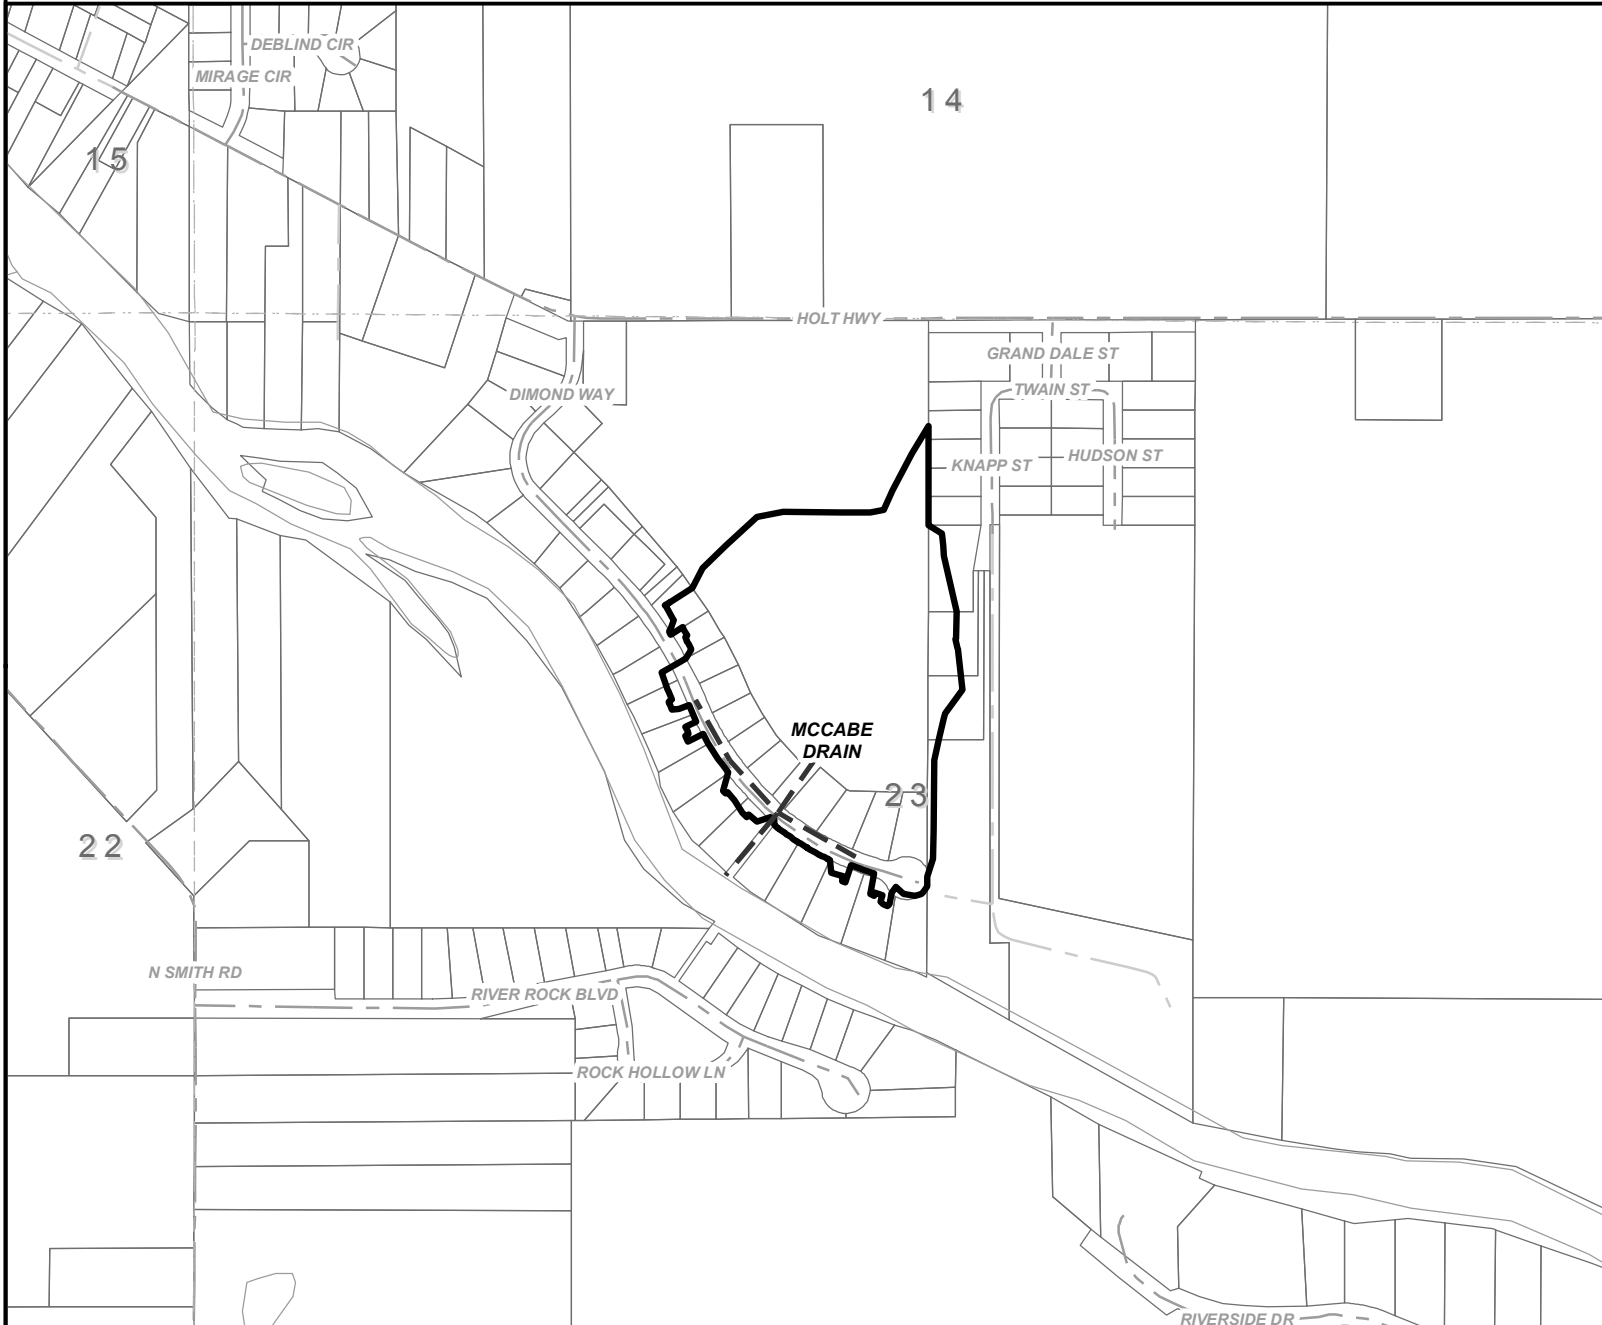 DEBLIND CIR
MIRAGE CIR
14
15
HOLT HWY
GRAND DALE ST
TWAIN ST
DIMOND WAY
KNAPP ST
HUDSON ST
MCCABE
DRAIN
23
22
N SMITH RD
RIVER ROCK BLVD
ROCK HOLLOW LN
RIVERSIDE DR